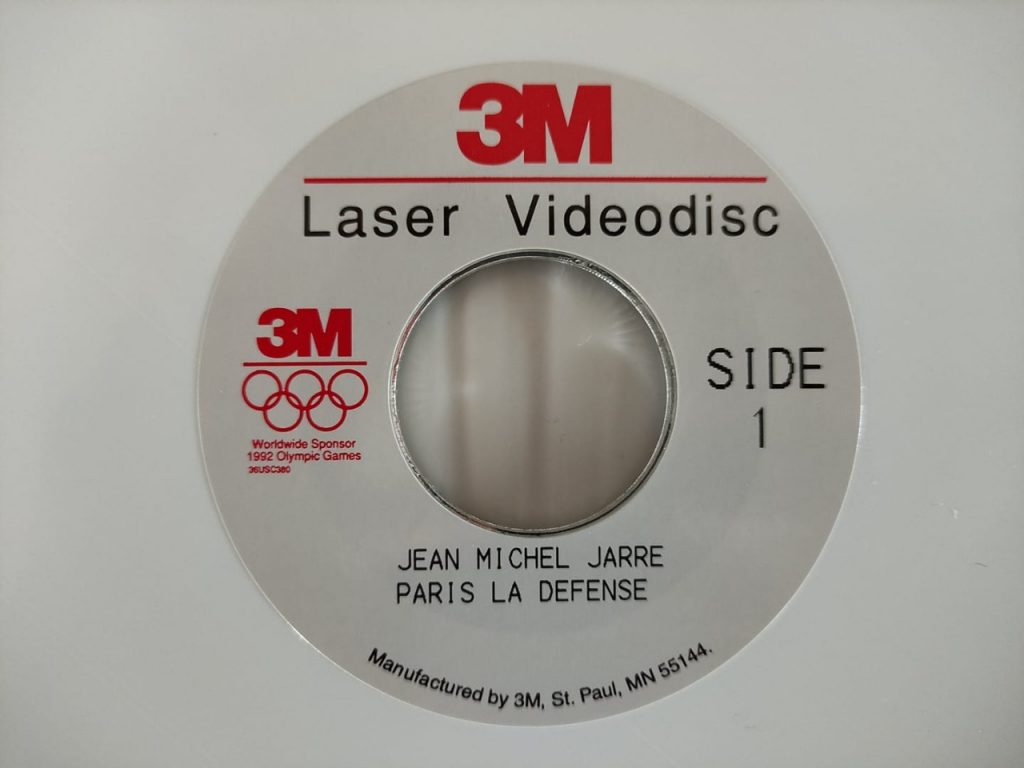 3M
Laser Videodisc
3M
Worldwide Sponsor
1992 Olympic Games
36USC380
SIDE
1
JEAN MICHEL JARRE
PARIS LA DEFENSE
Manufactured by 3M, St. Paul, MN 55144.